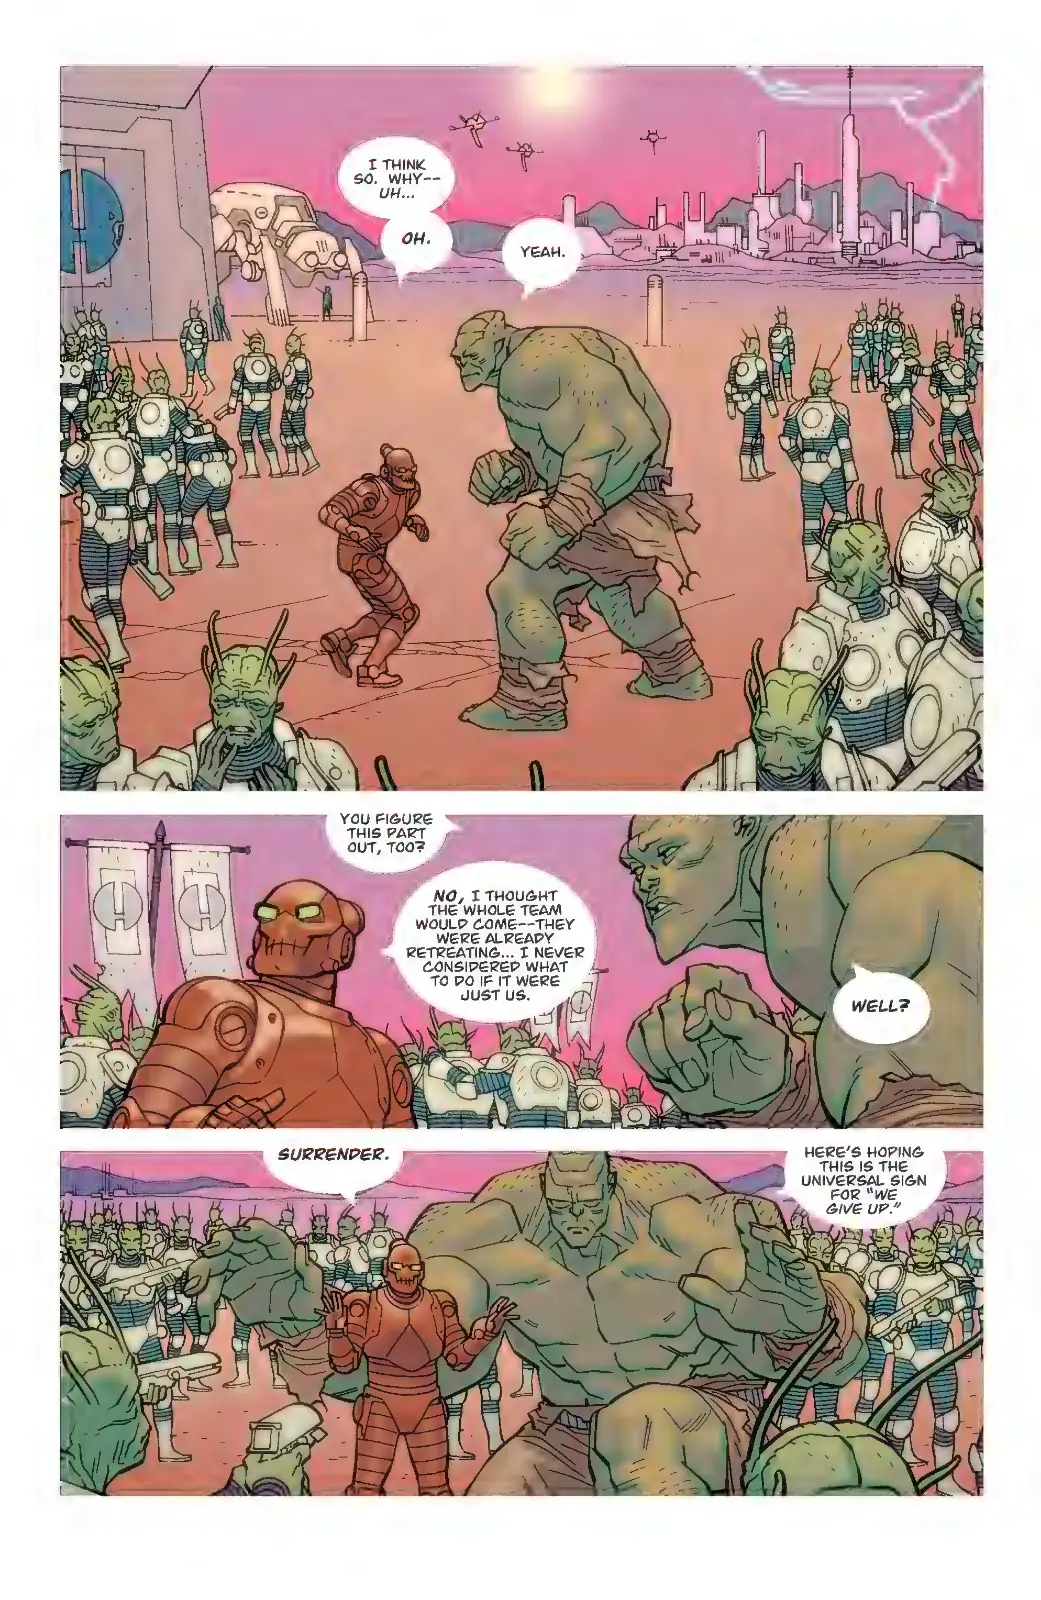 I THINK
SO. WHY--
UH...
OH.
YEAH.
YOU FIGURE
THIS PART
OUT, TOO?
NO, I THOUGHT
THE WHOLE TEAM
WOULD COME--THEY
WERE ALREADY
RETREATING... I NEVER
CONSIDERED WHAT
TO DO IF IT WERE
JUST US.
WELL?
SURRENDER.
HERE'S HOPING
THIS IS THE
UNIVERSAL SIGN
FOR "WE
GIVE UP."